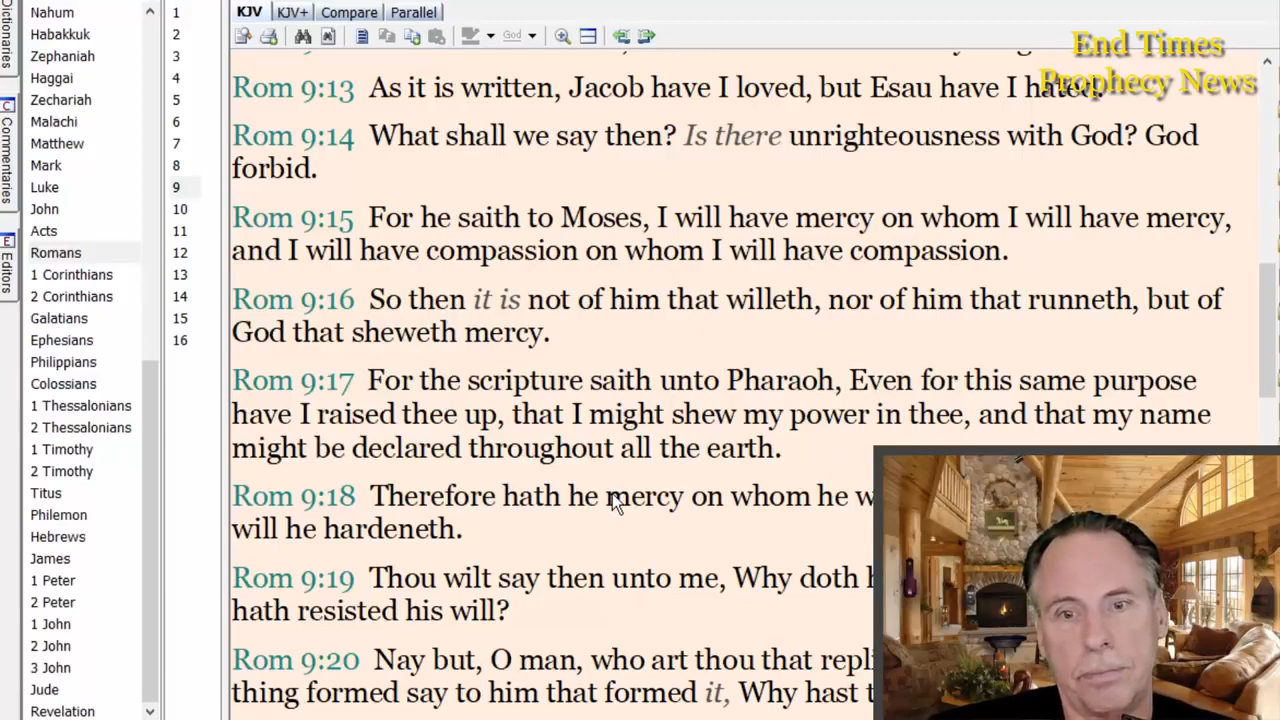 Dictionaries
Commentaries
Editors
Nahum
Habakkuk
Zephaniah
Haggai
Zechariah
Malachi
Matthew
Mark
Luke
John
Acts
Romans
1 Corinthians
2 Corinthians
Galatians
Ephesians
Philippians
Colossians
1 Thessalonians
2 Thessalonians
1 Timothy
2 Timothy
Titus
Philemon
Hebrews
James
1 Peter
2 Peter
1 John
2 John
3 John
Jude
Revelation
1
2
3
4
5
6
7
8
9
10
11
12
13
14
15
16
KJV KJV+ Compare Parallel
God
End Times
Prophecy News
Rom 9:13 As it is written, Jacob have I loved, but Esau have I hated.
Rom 9:14 What shall we say then? Is there unrighteousness with God? God
forbid.
Rom 9:15 For he saith to Moses, I will have mercy on whom I will have mercy,
and I will have compassion on whom I will have compassion.
Rom 9:16 So then it is not of him that willeth, nor of him that runneth, but of
God that sheweth mercy.
Rom 9:17 For the scripture saith unto Pharaoh, Even for this same purpose
have I raised thee up, that I might shew my power in thee, and that my name
might be declared throughout all the earth.
Rom 9:18 Therefore hath he mercy on whom he w
will he hardeneth.
Rom 9:19 Thou wilt say then unto me, Why doth h
hath resisted his will?
Rom 9:20 Nay but, O man, who art thou that repli
thing formed say to him that formed it, Why hast t